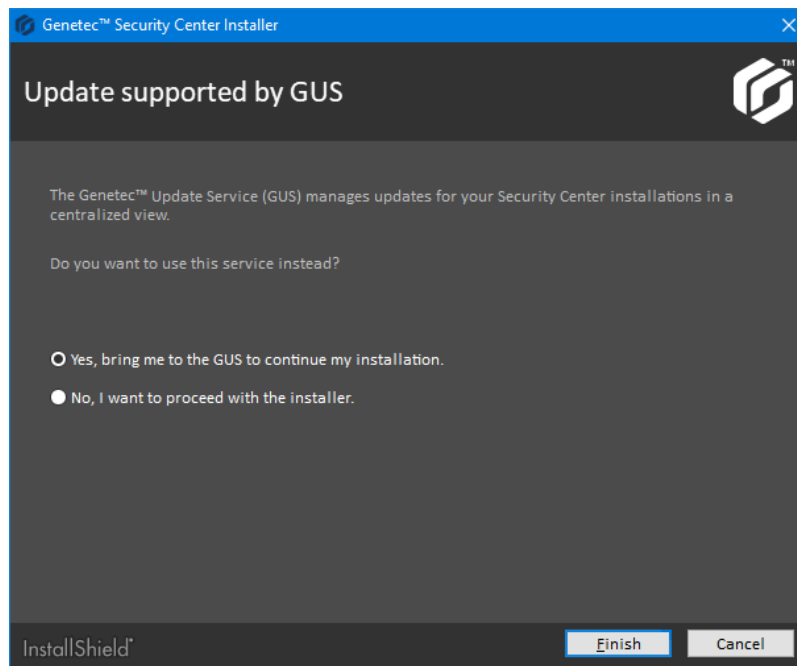 Genetec™ Security Center Installer
Update supported by GUS
TM
The Genetec™ Update Service (GUS) manages updates for your Security Center installations in a
centralized view.
Do you want to use this service instead?
Yes, bring me to the GUS to continue my installation.
No, I want to proceed with the installer.
InstallShield®
Finish
Cancel